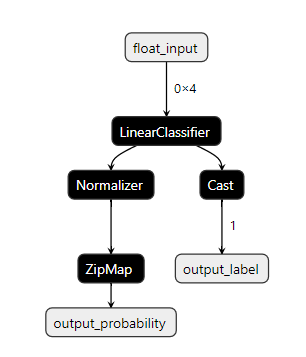 float_input
0×4
LinearClassifier
Normalizer
Cast
1
ZipMap
output_label
output_probability